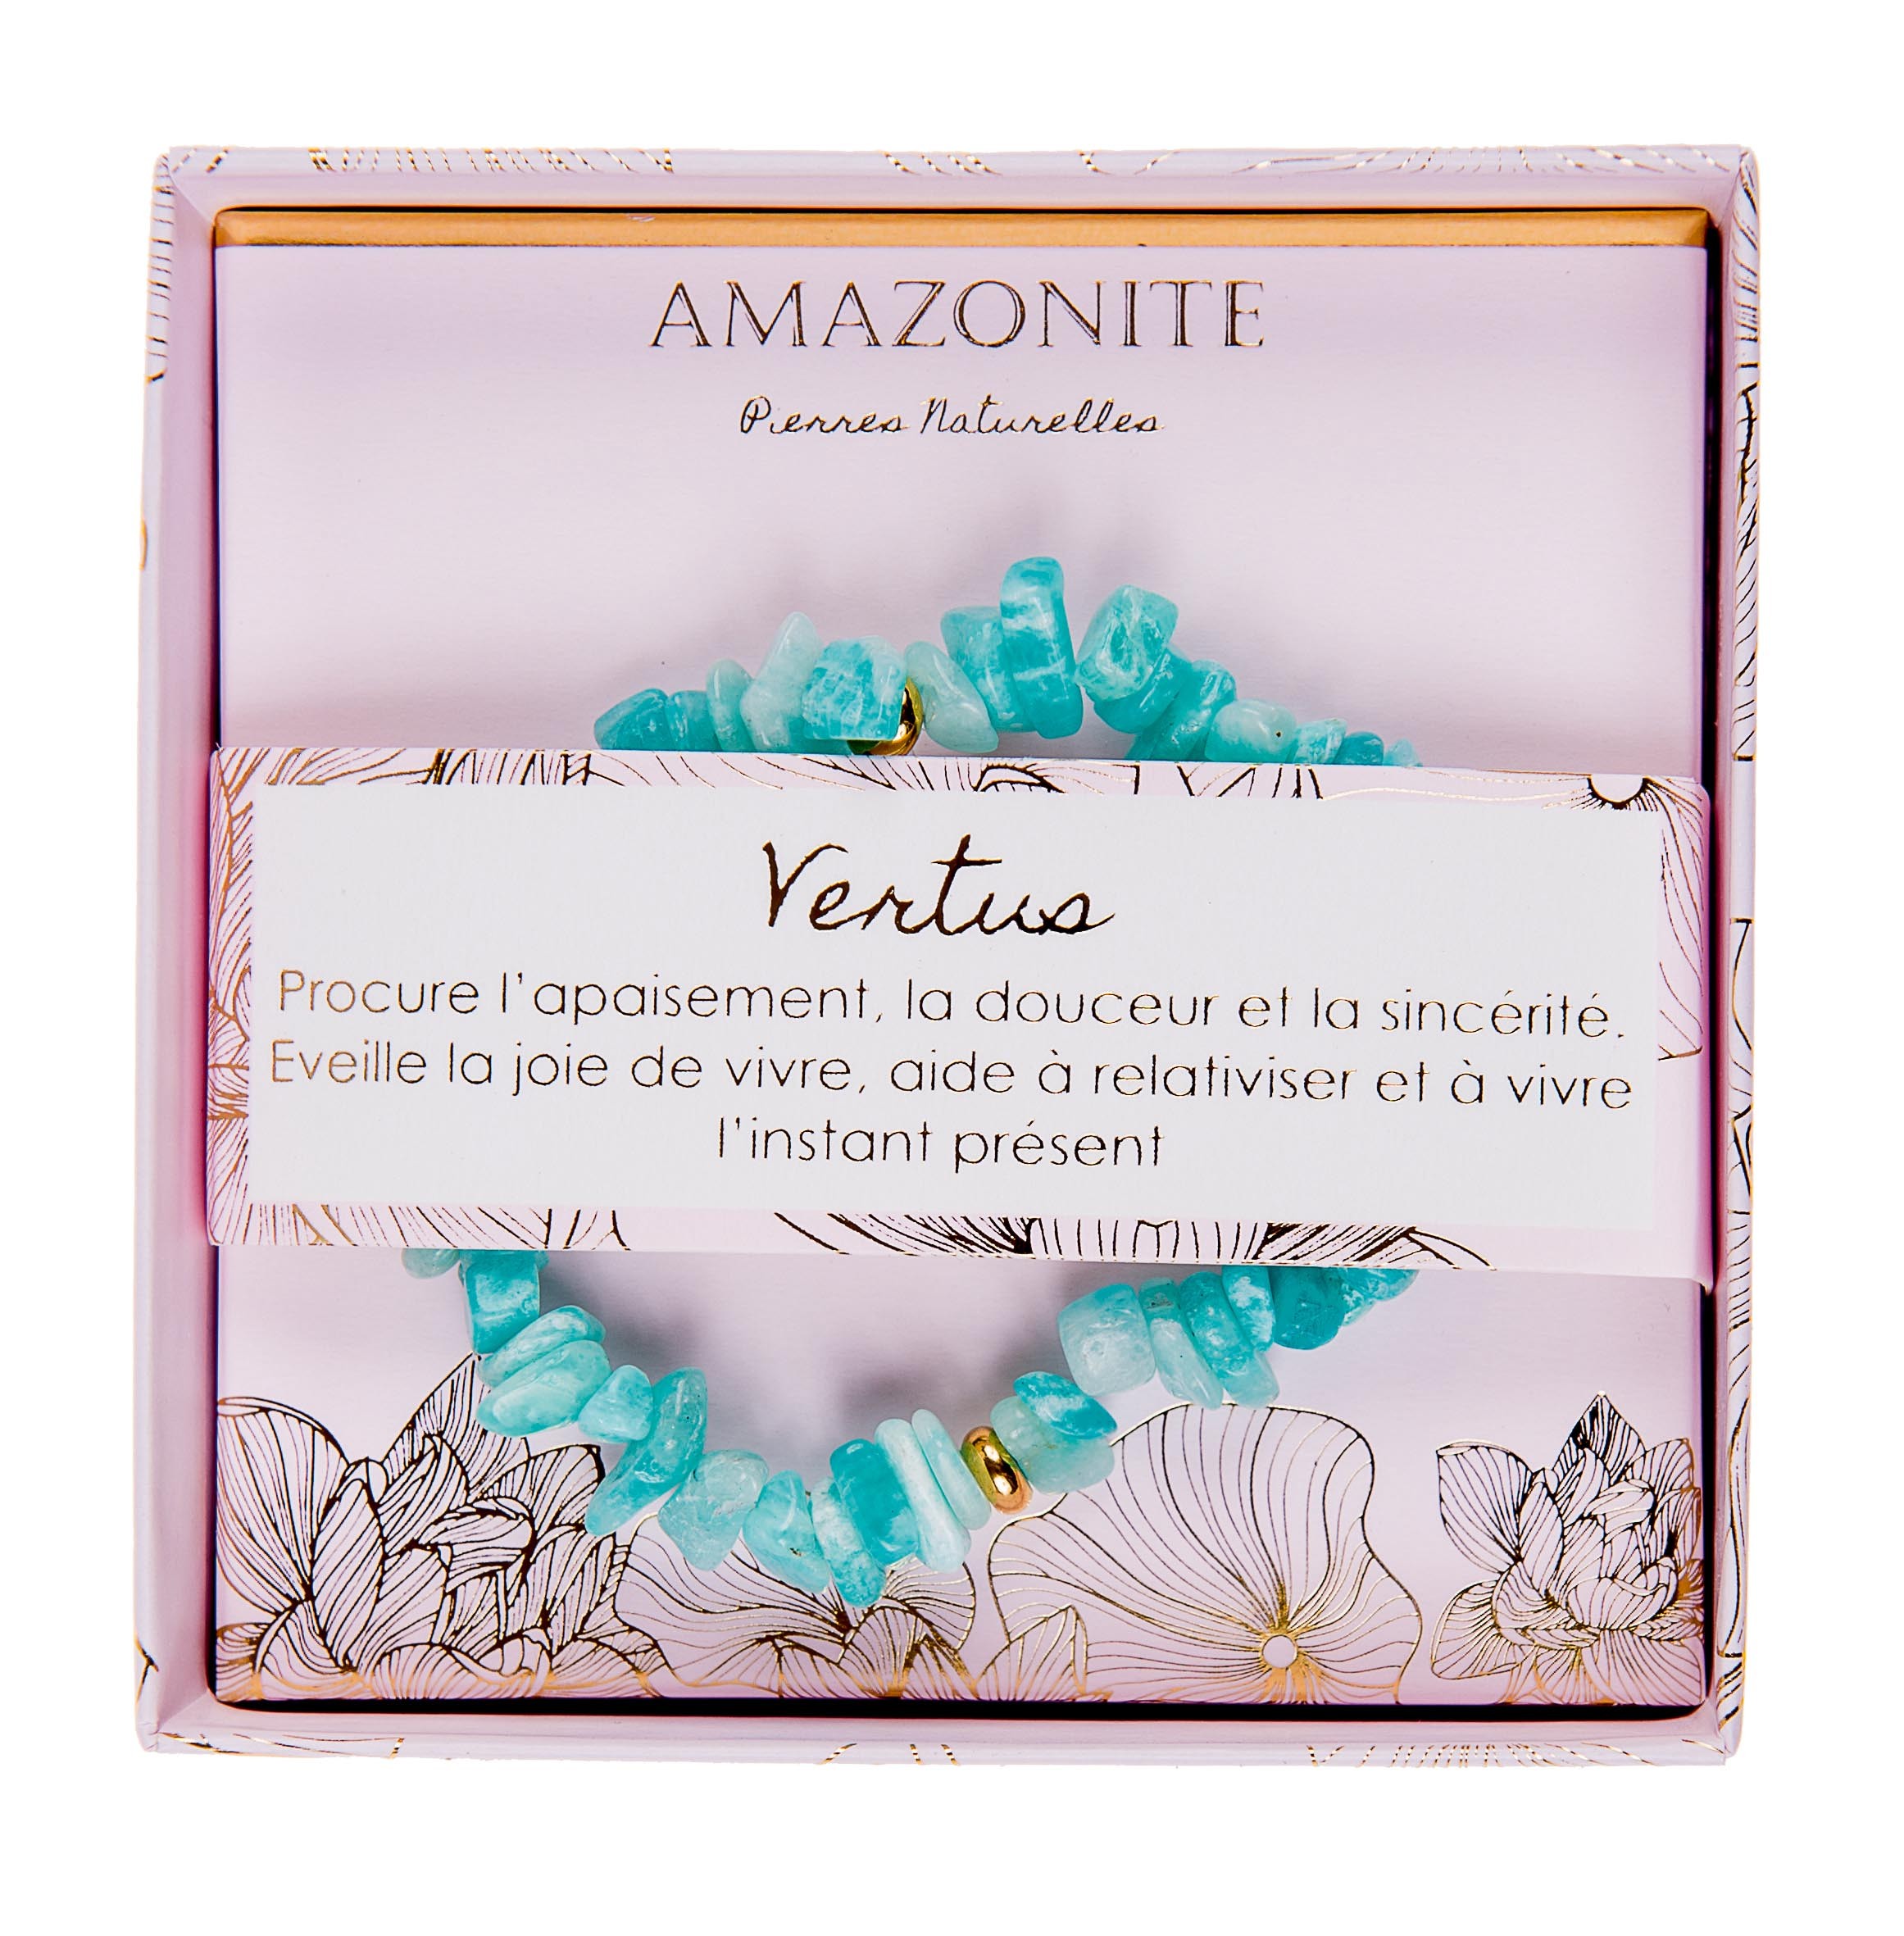 AMAZONITE
Pierres Naturelles
Vertus
Procure l'apaisement, la douceur et la sincérité.
Eveille la joie de vivre, aide à relativiser et à vivre
l'instant présent